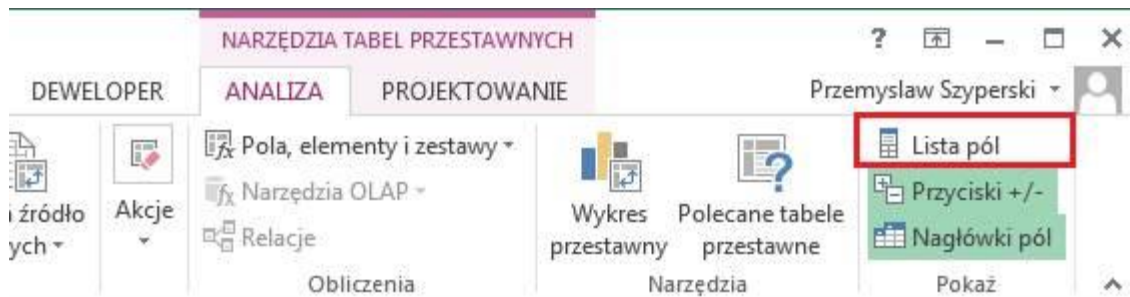 NARZĘDZIA TABEL PRZESTAWNYCH
?
DEWELOPER ANALIZA PROJEKTOWANIE Przemyslaw Szyperski
źródło
ych
Akcje
Pola, elementy i zestawy
Narzędzia OLAP
Relacje
Obliczenia
Wykres
przestawny
Polecane tabele
przestawne
Narzędzia
Lista pól
Przyciski +/-
Nagłówki pól
Pokaż